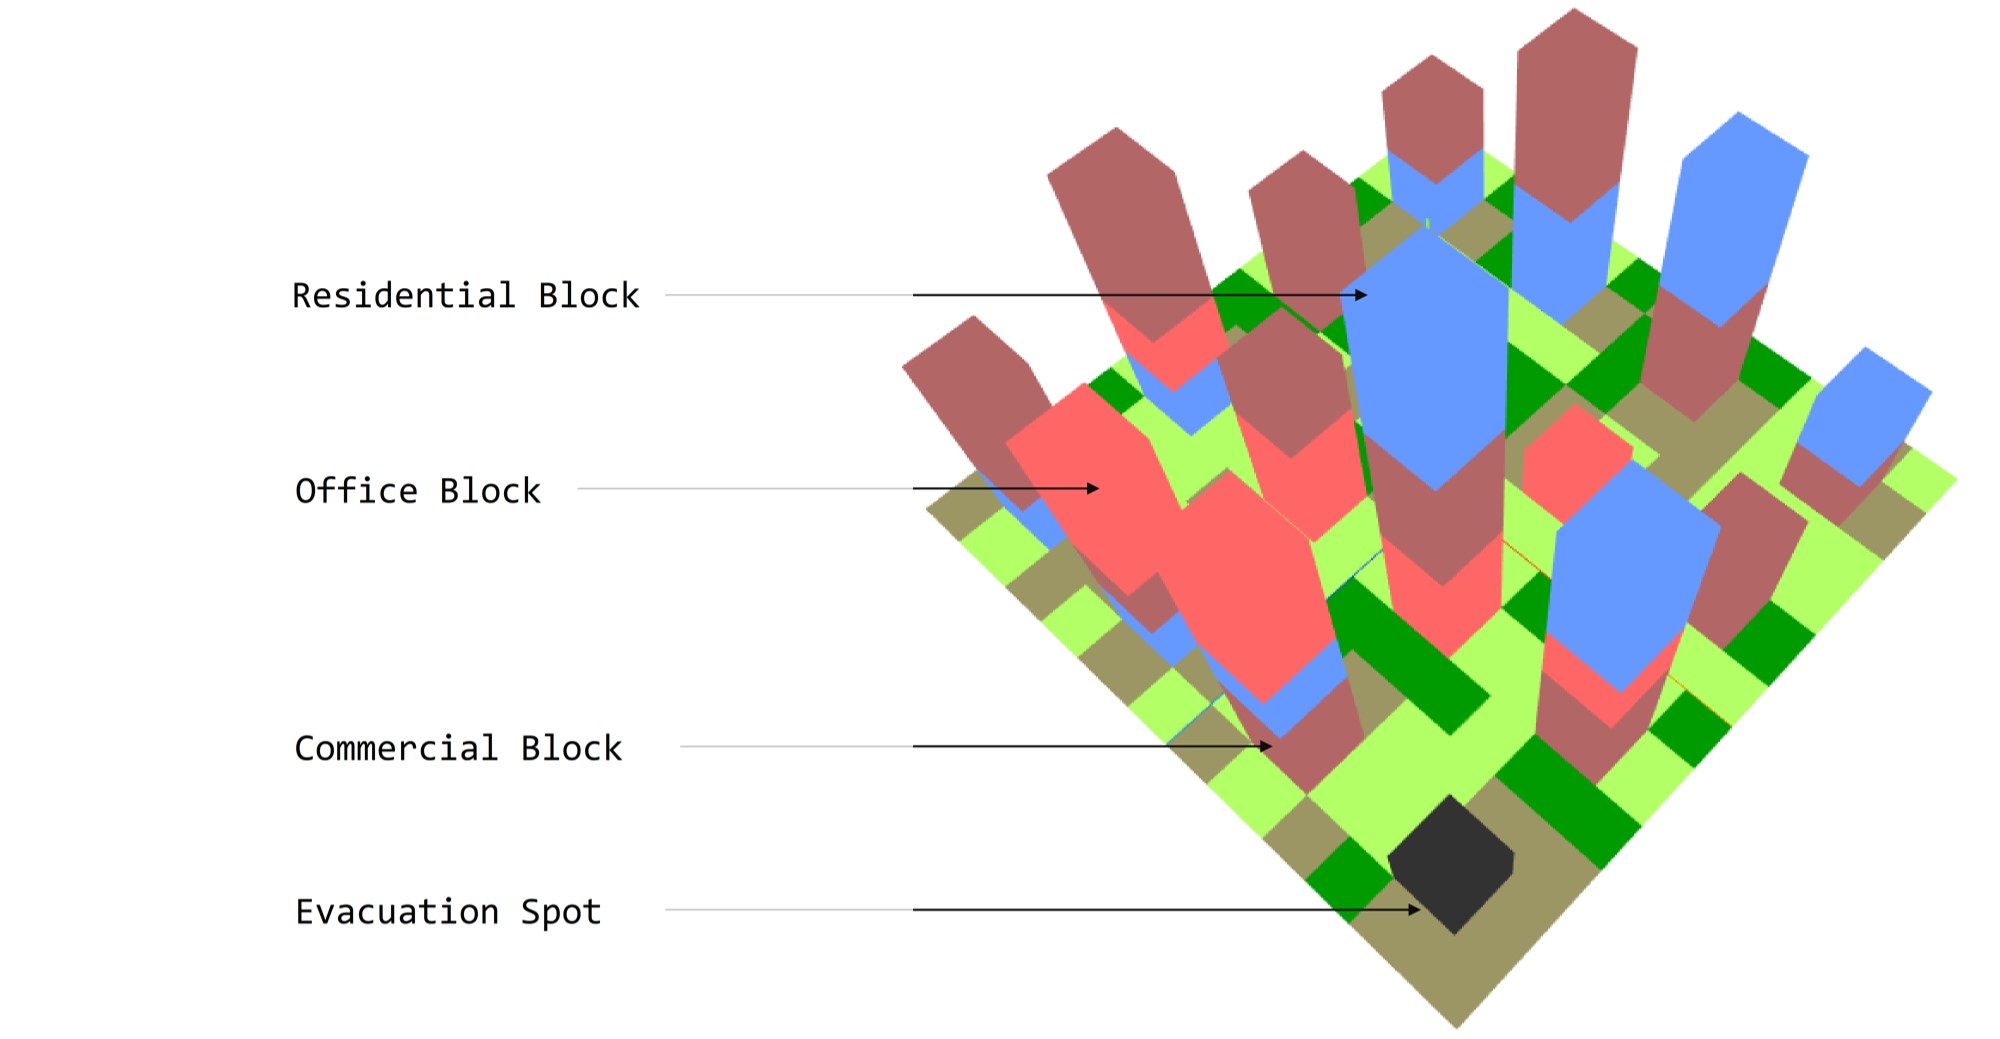 Residential Block
Office Block
Commercial Block
Evacuation Spot